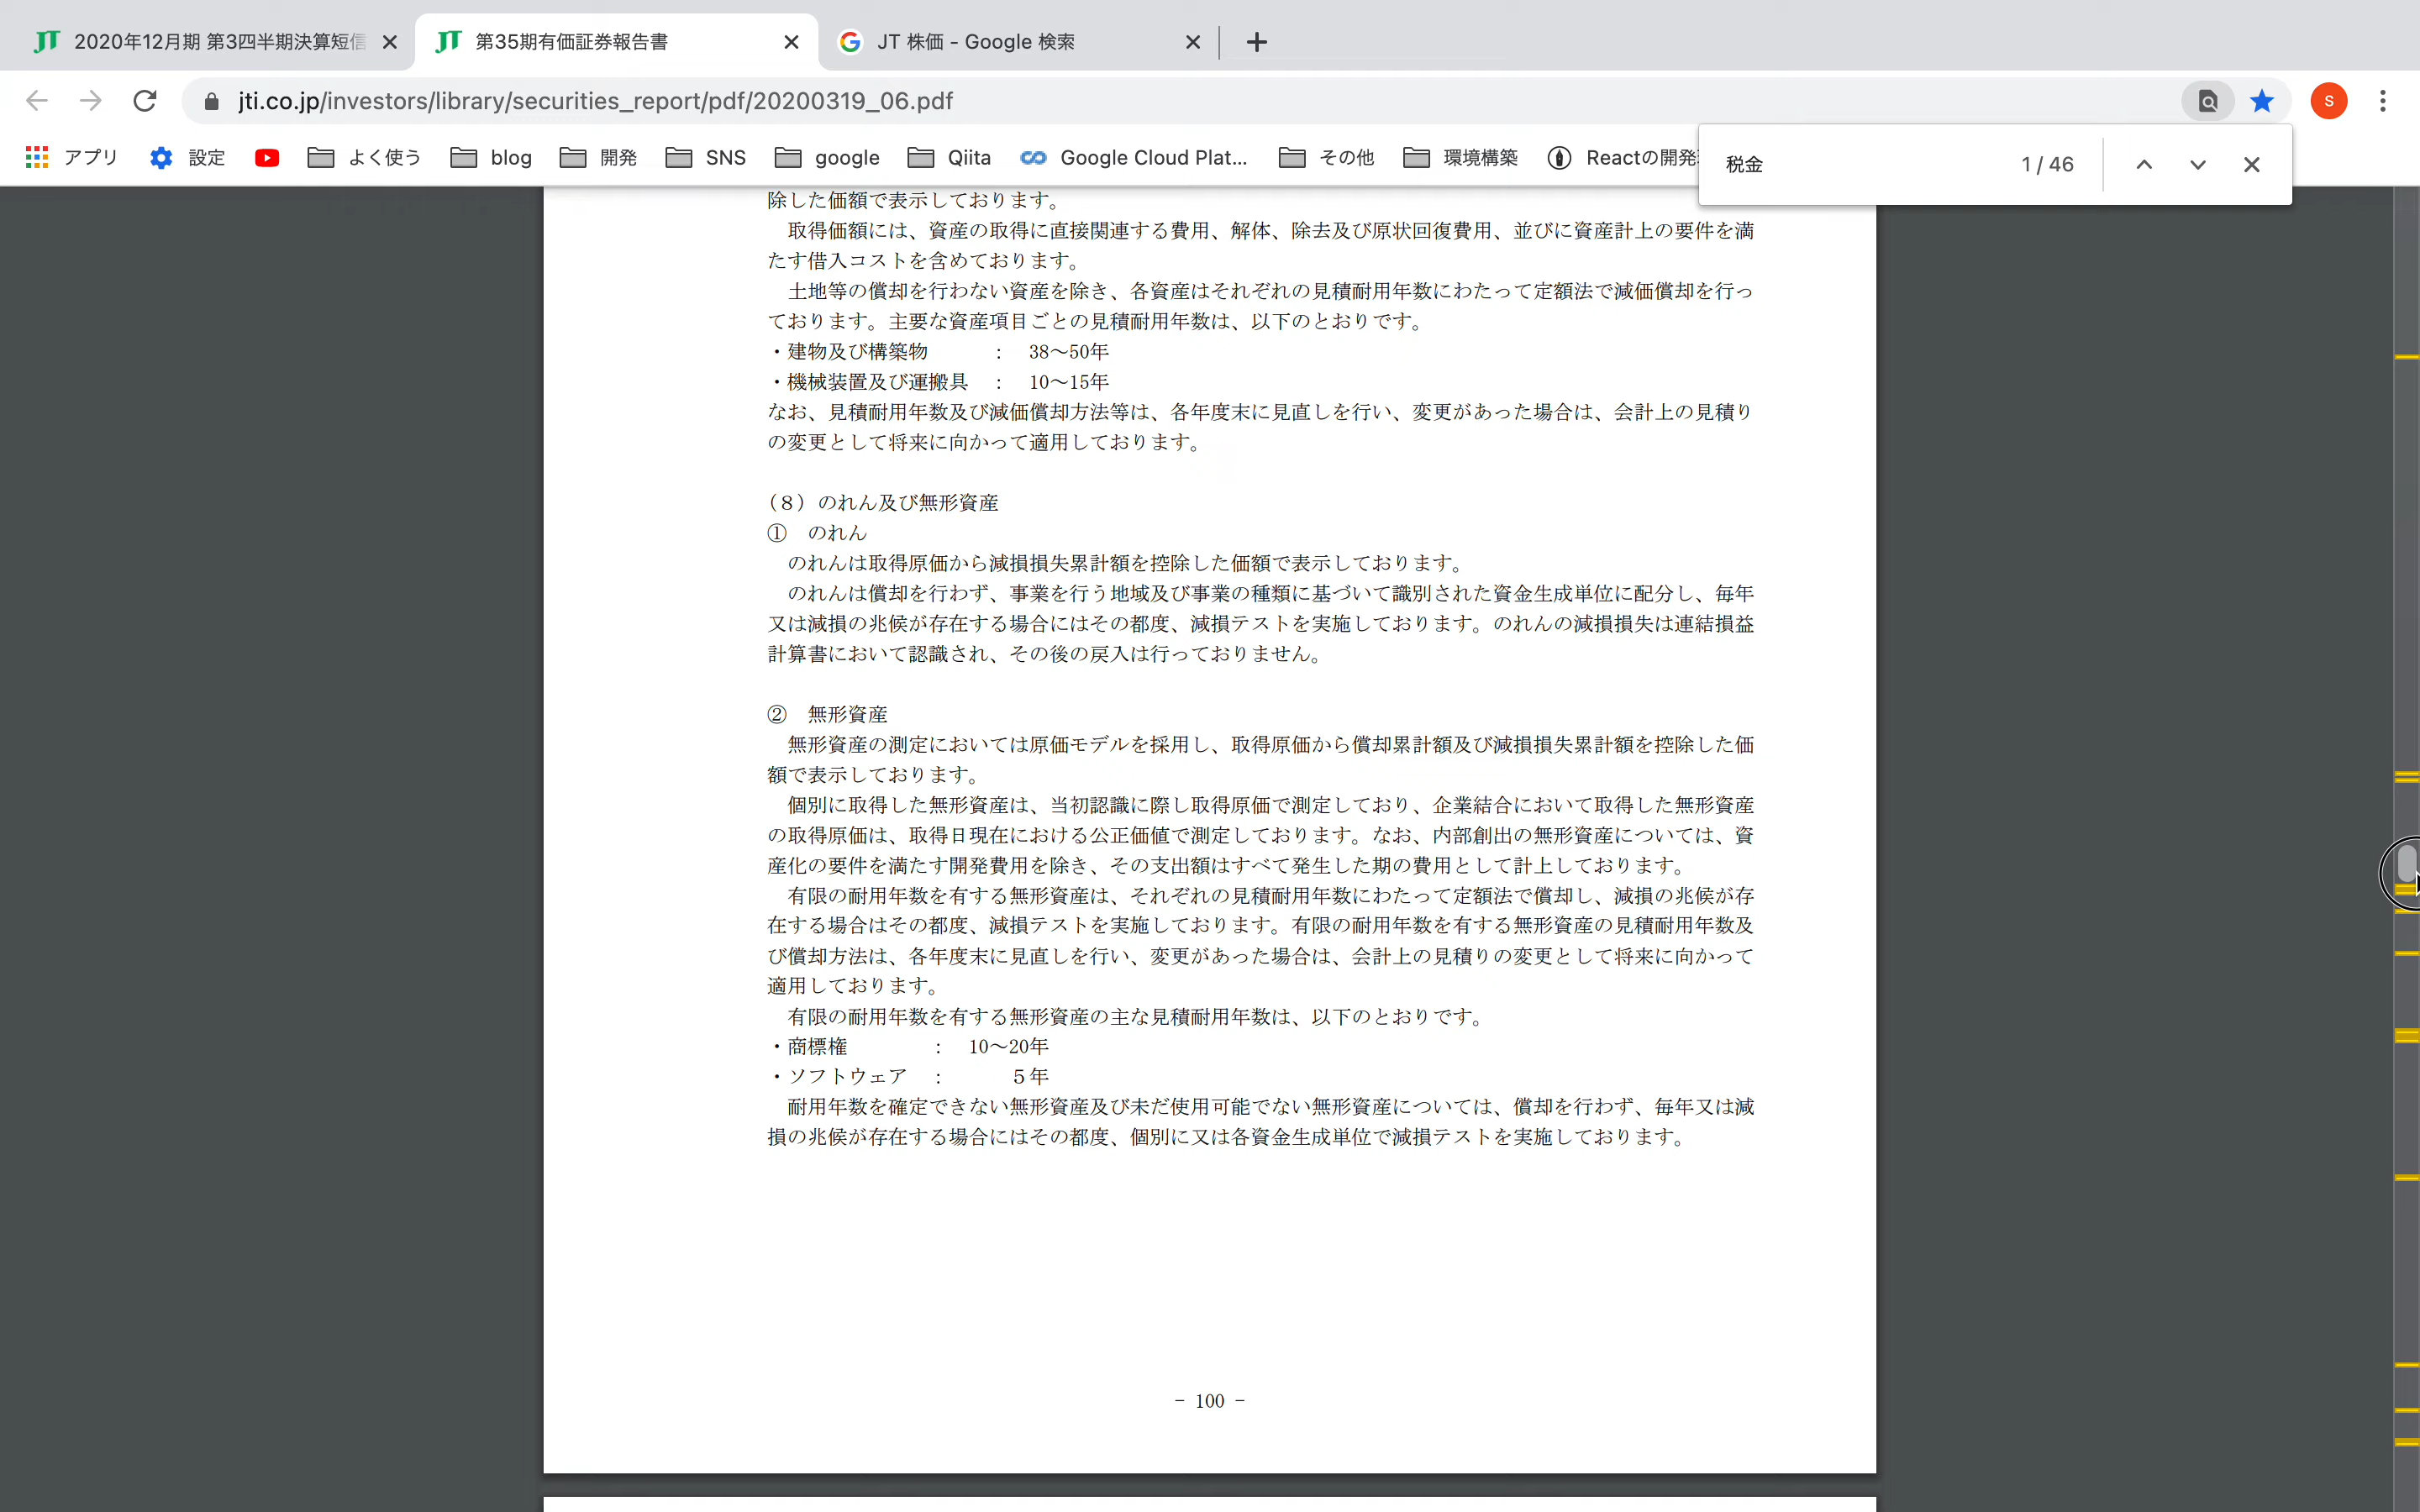 JT 2020年12月期 第3四半期決算短信
JT 第35期有価証券報告書
JT 株価 - Google 検索
jti.co.jp/investors/library/securities_report/pdf/20200319_06.pdf
S
アプリ 設定 よく使う blog 開発 SNS google Qiita Google Cloud Plat... その他 環境構築 Reactの開発
税金 1 / 46
除した価額で表示しております。
取得価額には、資産の取得に直接関連する費用、解体、除去及び原状回復費用、並びに資産計上の要件を満
たす借入コストを含めております。
土地等の償却を行わない資産を除き、各資産はそれぞれの見積耐用年数にわたって定額法で減価償却を行っ
ております。主要な資産項目ごとの見積耐用年数は、以下のとおりです。
・建物及び構築物 : 38～50年
・機械装置及び運搬具 : 10～15年
なお、見積耐用年数及び減価償却方法等は、各年度末に見直しを行い、変更があった場合は、会計上の見積り
の変更として将来に向かって適用しております。
(８) のれん及び無形資産
① のれん
のれんは取得原価から減損損失累計額を控除した価額で表示しております。
のれんは償却を行わず、事業を行う地域及び事業の種類に基づいて識別された資金生成単位に配分し、毎年
又は減損の兆候が存在する場合にはその都度、減損テストを実施しております。のれんの減損損失は連結損益
計算書において認識され、その後の戻入は行っておりません。
② 無形資産
無形資産の測定においては原価モデルを採用し、取得原価から償却累計額及び減損損失累計額を控除した価
額で表示しております。
個別に取得した無形資産は、当初認識に際し取得原価で測定しており、企業結合において取得した無形資産
の取得原価は、取得日現在における公正価値で測定しております。なお、内部創出の無形資産については、資
産化の要件を満たす開発費用を除き、その支出額はすべて発生した期の費用として計上しております。
有限の耐用年数を有する無形資産は、それぞれの見積耐用年数にわたって定額法で償却し、減損の兆候が存
在する場合はその都度、減損テストを実施しております。有限の耐用年数を有する無形資産の見積耐用年数及
び償却方法は、各年度末に見直しを行い、変更があった場合は、会計上の見積りの変更として将来に向かって
適用しております。
有限の耐用年数を有する無形資産の主な見積耐用年数は、以下のとおりです。
・商標権 : 10～20年
・ソフトウェア : ５年
耐用年数を確定できない無形資産及び未だ使用可能でない無形資産については、償却を行わず、毎年又は減
損の兆候が存在する場合にはその都度、個別に又は各資金生成単位で減損テストを実施しております。
- 100 -